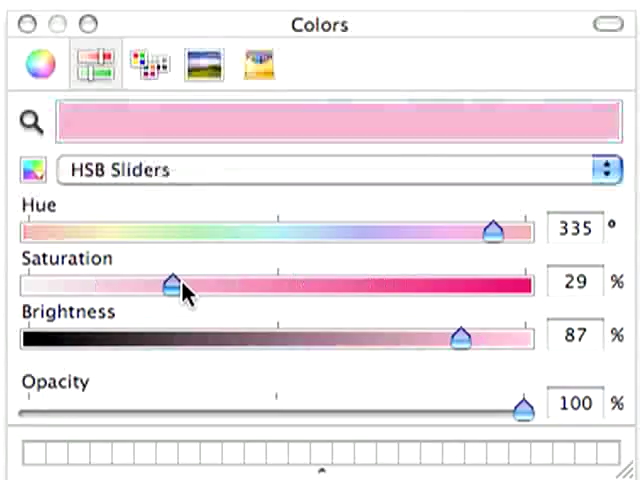 Colors
HSB Sliders
Hue
335 °
Saturation
29 %
Brightness
87 %
Opacity
100 %